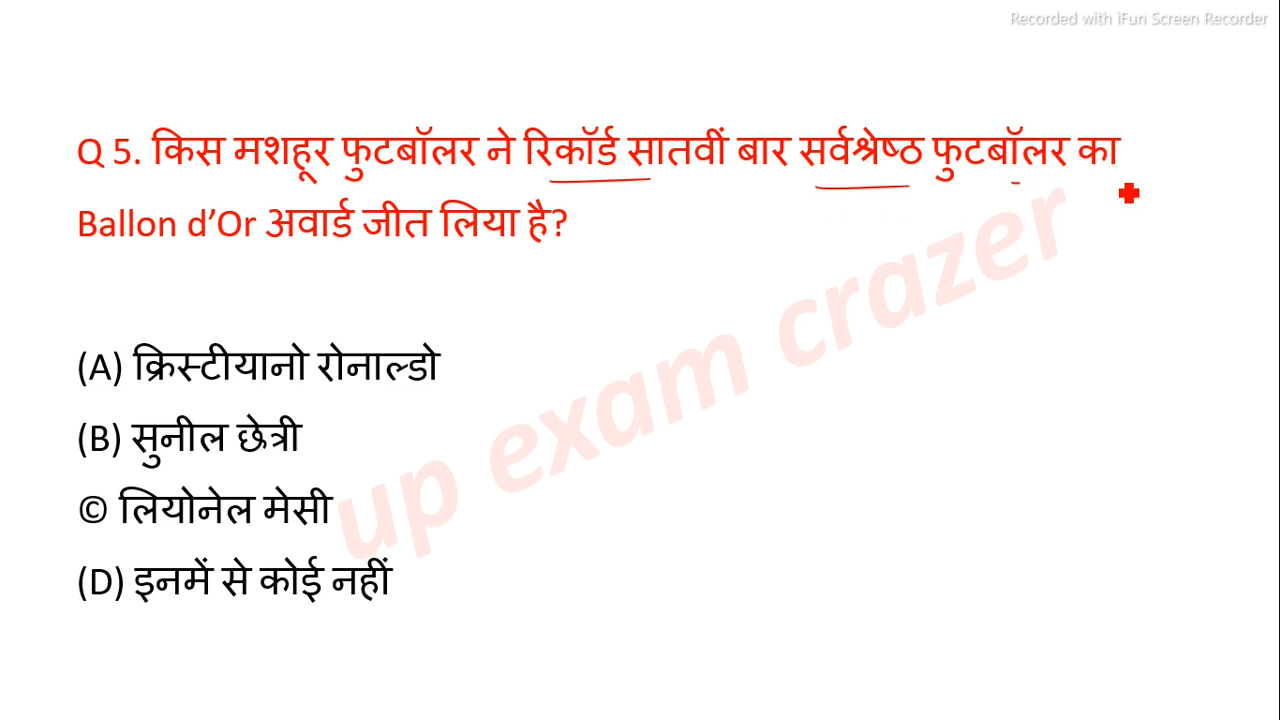 Recorded with iFun Screen Recorder
Q 5. किस मशहूर फुटबॉलर ने रिकॉर्ड सातवीं बार सर्वश्रेष्ठ फुटबॉलर का
Ballon d’Or अवार्ड जीत लिया है?
(A) क्रिस्टीयानो रोनाल्डो
(B) सुनील छेत्री
© लियोनेल मेसी
(D) इनमें से कोई नहीं
up exam crazer